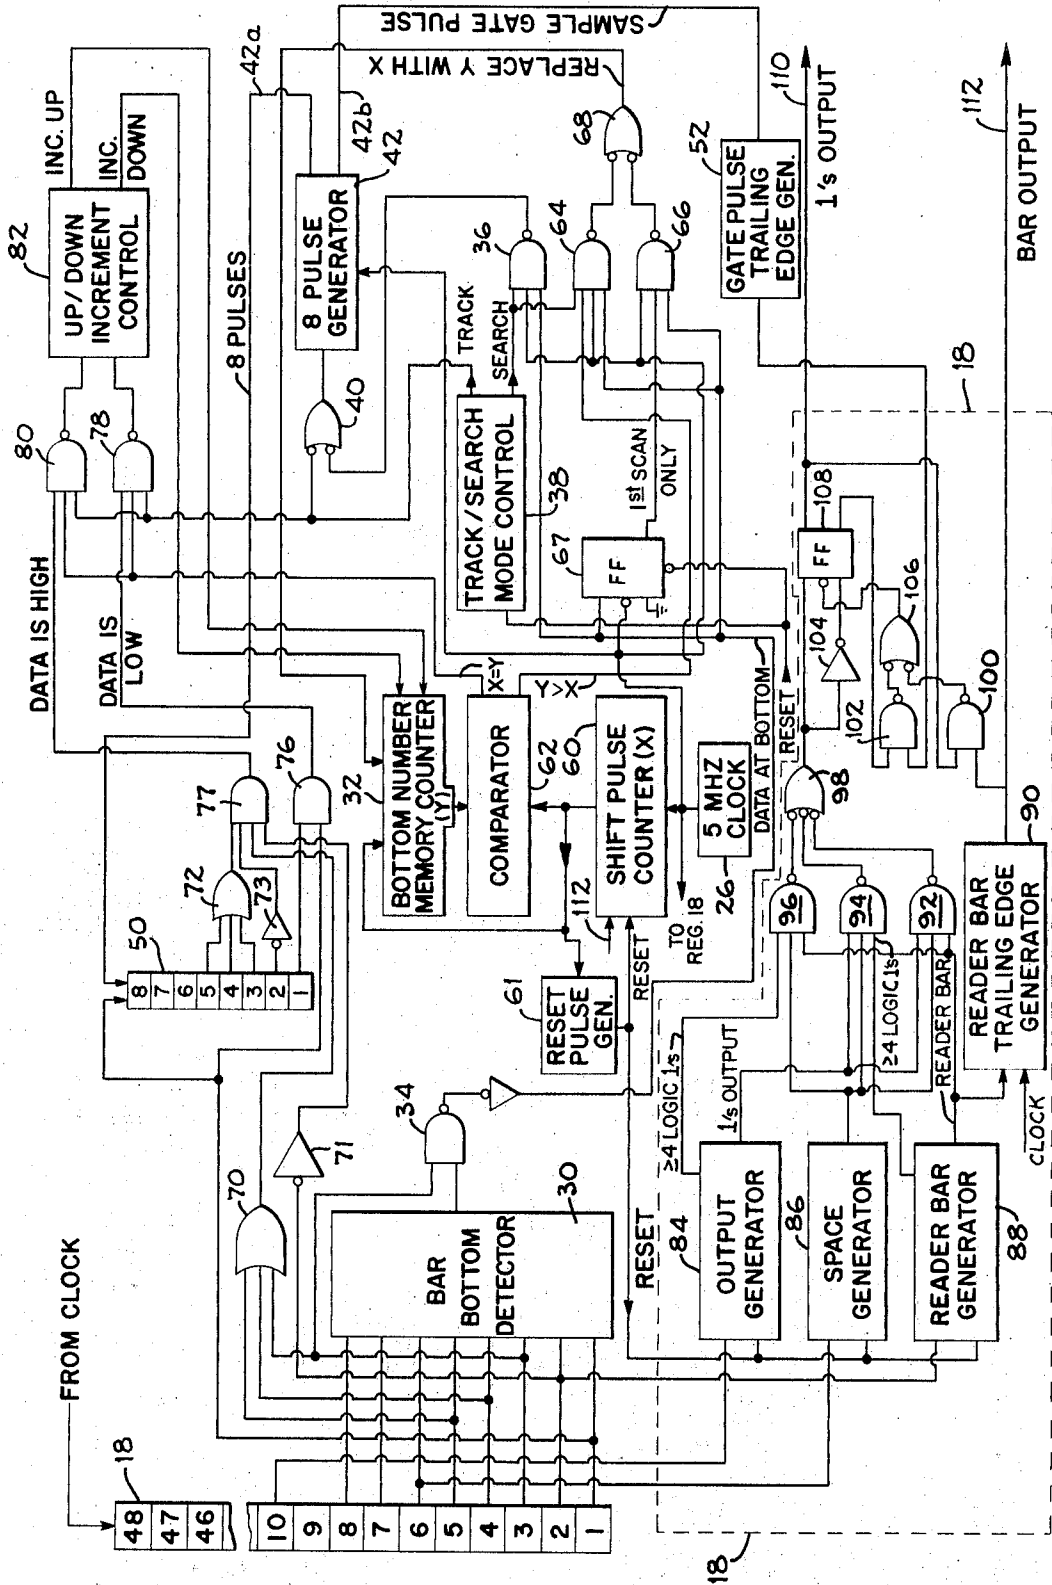 FROM CLOCK
18
48
47
46
10
9
8
7
6
5
4
3
2
1
70
71
34
BAR
BOTTOM
DETECTOR
30
50
8
7
6
5
4
3
2
1
72
73
77
76
DATA IS HIGH
DATA IS
LOW
80
78
82
UP/DOWN
INCREMENT
CONTROL
INC. UP
INC.
DOWN
8 PULSES
42a
42b
42
8 PULSE
GENERATOR
40
SAMPLE GATE PULSE
REPLACE Y WITH X
32
BOTTOM NUMBER
MEMORY COUNTER
(Y)
COMPARATOR
62
X=Y
X<Y
60
SHIFT PULSE
COUNTER (X)
112
RESET
61
RESET
PULSE
GEN.
TO
REG. 18
5 MHZ
CLOCK
26
TRACK/SEARCH
MODE CONTROL
38
TRACK
SEARCH
67
FF
1st SCAN
ONLY
36
64
66
68
DATA AT BOTTOM
RESET
52
GATE PULSE
TRAILING
EDGE GEN.
110
1's OUTPUT
112
BAR OUTPUT
18
RESET
84
OUTPUT
GENERATOR
86
SPACE
GENERATOR
88
READER BAR
GENERATOR
≥4 LOGIC 1's
1's OUTPUT
≥4 LOGIC 1's
READER BAR
96
94
92
98
READER BAR
TRAILING EDGE
GENERATOR
90
CLOCK
100
102
104
106
FF
108
18